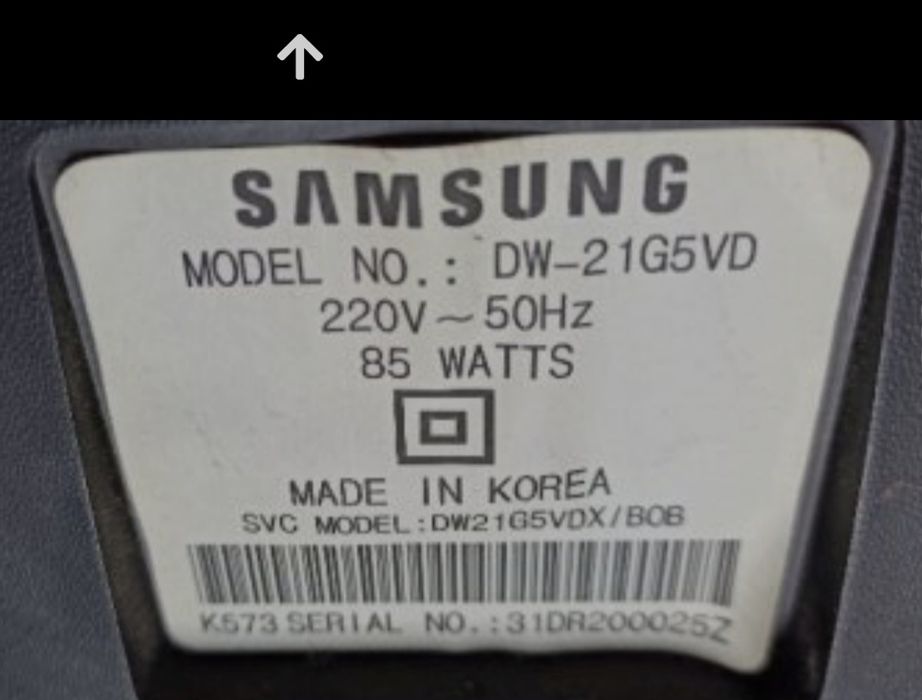 SAMSUNG
MODEL NO.: DW-21G5VD
220V~50Hz
85 WATTS
MADE IN KOREA
SVC MODEL:DW21G5VDX/BOB
K573 SERIAL NO.:31DR200025Z